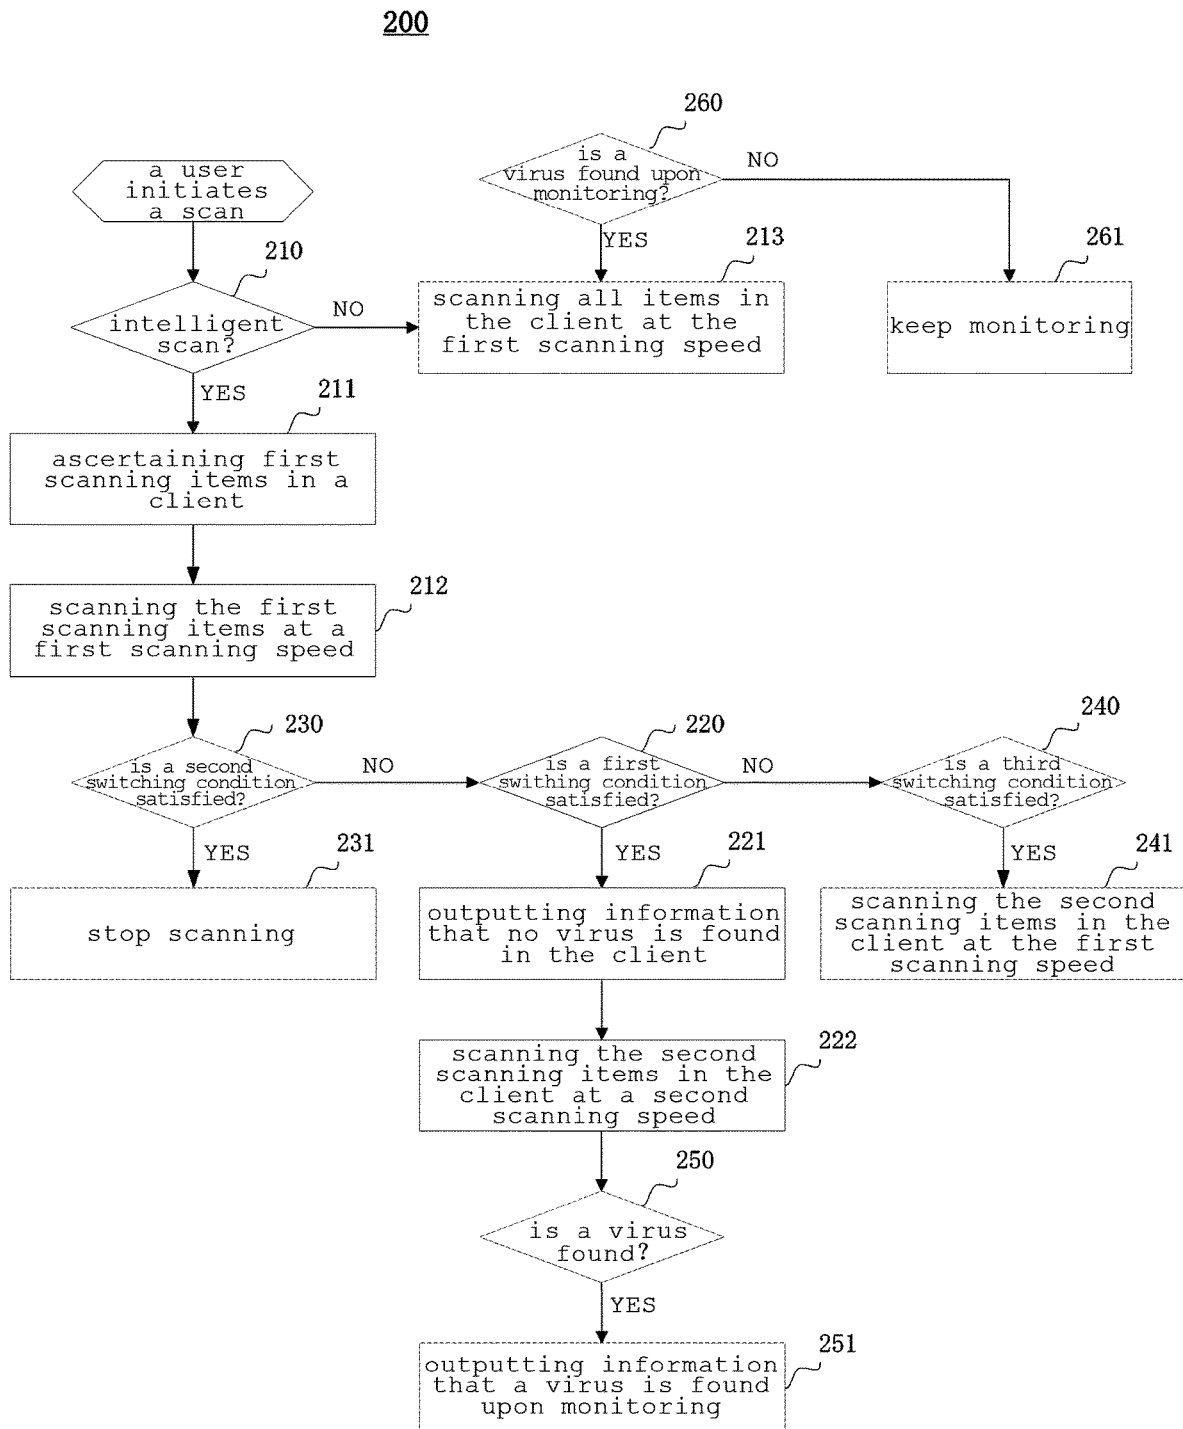 200
260
is a
virus found upon
monitoring?
NO
YES
a user
initiates
a scan
210
intelligent
scan?
NO
YES
213
scanning all items in
the client at the
first scanning speed
261
keep monitoring
211
ascertaining first
scanning items in a
client
212
scanning the first
scanning items at a
first scanning speed
230
is a second
switching condition
satisfied?
NO
YES
220
is a first
swithing condition
satisfied?
NO
YES
240
is a third
switching condition
satisfied?
YES
231
stop scanning
221
outputting information
that no virus is found
in the client
241
scanning the second
scanning items in the
client at the first
scanning speed
222
scanning the second
scanning items in the
client at a second
scanning speed
250
is a virus
found?
YES
251
outputting information
that a virus is found
upon monitoring